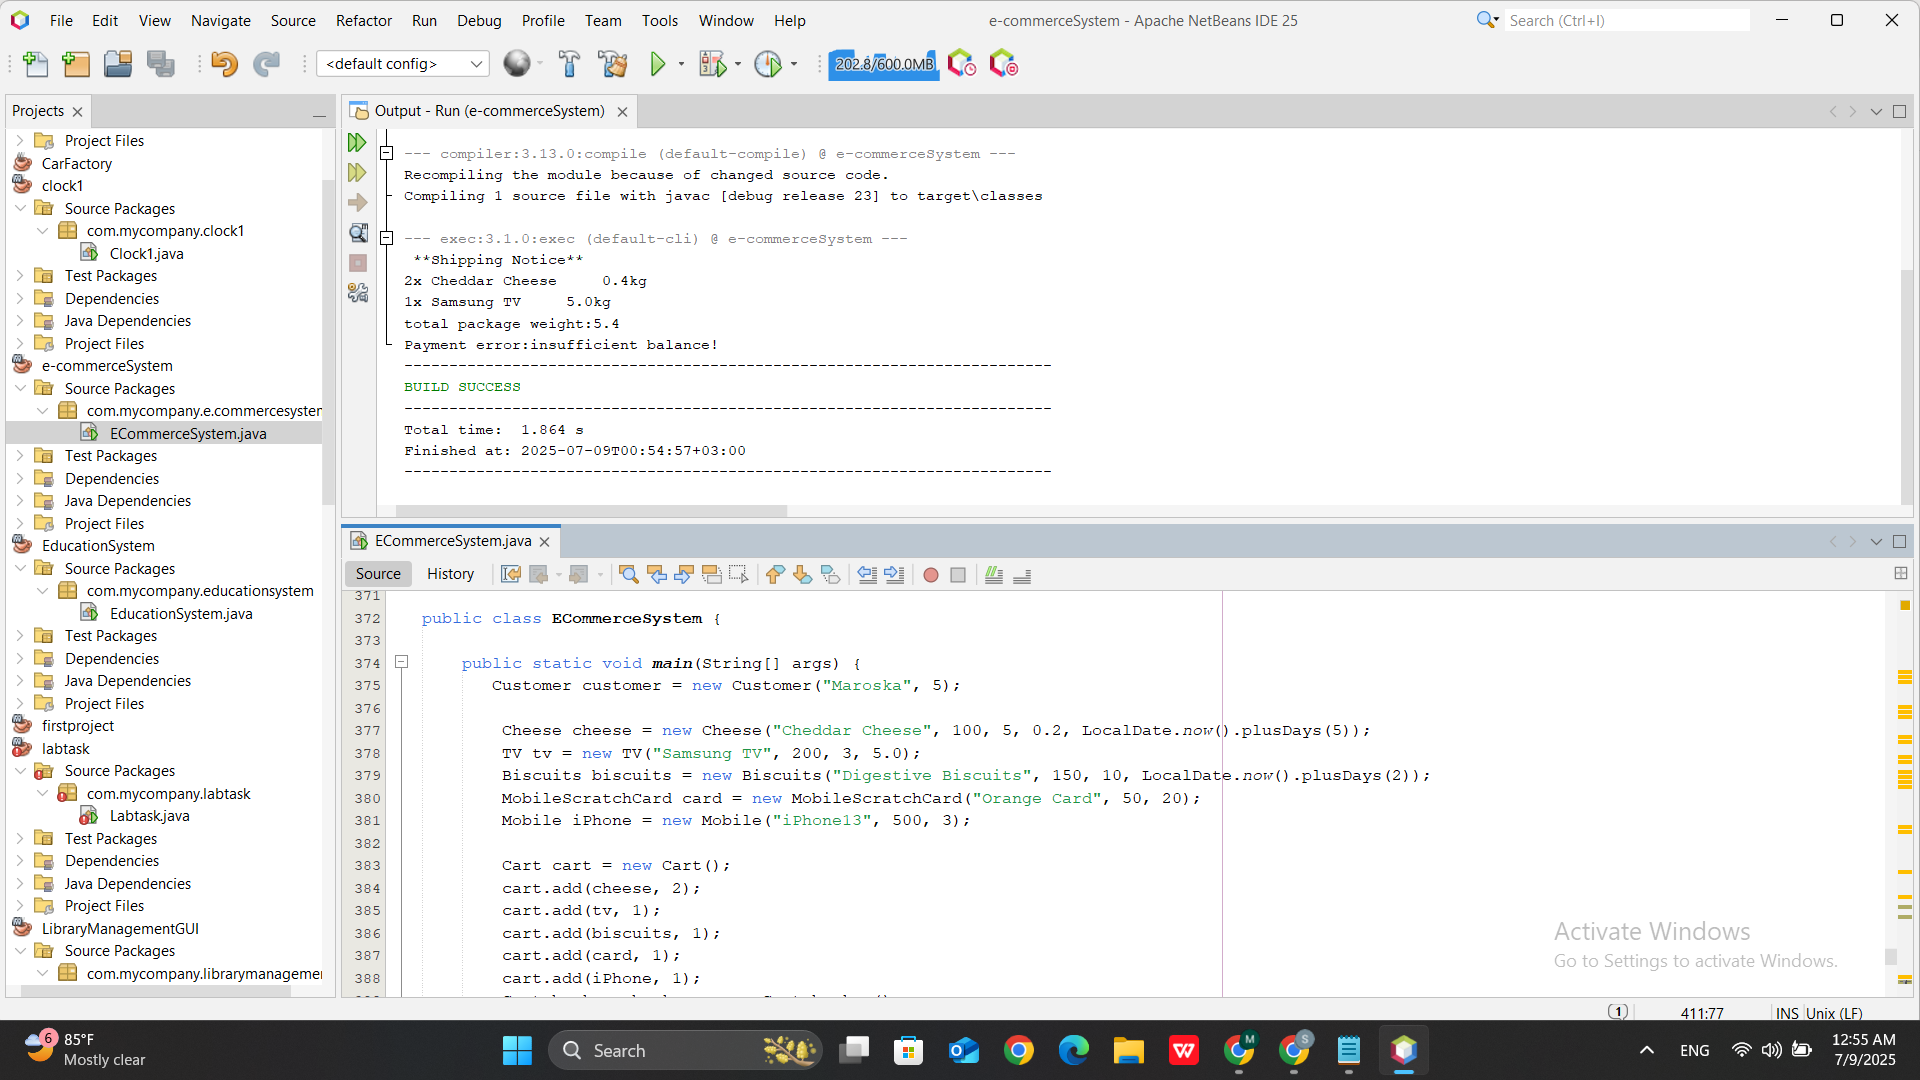 File Edit View Navigate Source Refactor Run Debug Profile Team Tools Window Help
e-commerceSystem - Apache NetBeans IDE 25
Search (Ctrl+I)
<default config>
202.8/600.0MB
Projects
Project Files
CarFactory
clock1
Source Packages
com.mycompany.clock1
Clock1.java
Test Packages
Dependencies
Java Dependencies
Project Files
e-commerceSystem
Source Packages
com.mycompany.e.commercesystem
ECommerceSystem.java
Test Packages
Dependencies
Java Dependencies
Project Files
EducationSystem
Source Packages
com.mycompany.educationsystem
EducationSystem.java
Test Packages
Dependencies
Java Dependencies
Project Files
firstproject
labtask
Source Packages
com.mycompany.labtask
Labtask.java
Test Packages
Dependencies
Java Dependencies
Project Files
LibraryManagementGUI
Source Packages
com.mycompany.librarymanagemen
Output - Run (e-commerceSystem)
--- compiler:3.13.0:compile (default-compile) @ e-commerceSystem ---
Recompiling the module because of changed source code.
Compiling 1 source file with javac [debug release 23] to target\classes
--- exec:3.1.0:exec (default-cli) @ e-commerceSystem ---
**Shipping Notice**
2x Cheddar Cheese 0.4kg
1x Samsung TV 5.0kg
total package weight:5.4
Payment error:insufficient balance!
------------------------------------------------------------------------
BUILD SUCCESS
------------------------------------------------------------------------
Total time: 1.864 s
Finished at: 2025-07-09T00:54:57+03:00
------------------------------------------------------------------------
ECommerceSystem.java
Source History
371
372 public class ECommerceSystem {
373
374 public static void main(String[] args) {
375 Customer customer = new Customer("Maroska", 5);
376
377 Cheese cheese = new Cheese("Cheddar Cheese", 100, 5, 0.2, LocalDate.now().plusDays(5));
378 TV tv = new TV("Samsung TV", 200, 3, 5.0);
379 Biscuits biscuits = new Biscuits("Digestive Biscuits", 150, 10, LocalDate.now().plusDays(2));
380 MobileScratchCard card = new MobileScratchCard("Orange Card", 50, 20);
381 Mobile iPhone = new Mobile("iPhone13", 500, 3);
382
383 Cart cart = new Cart();
384 cart.add(cheese, 2);
385 cart.add(tv, 1);
386 cart.add(biscuits, 1);
387 cart.add(card, 1);
388 cart.add(iPhone, 1);
Activate Windows
Go to Settings to activate Windows.
1
411:77 INS Unix (LF)
6
85°F
Mostly clear
Search
M
S
ENG
12:55 AM
7/9/2025